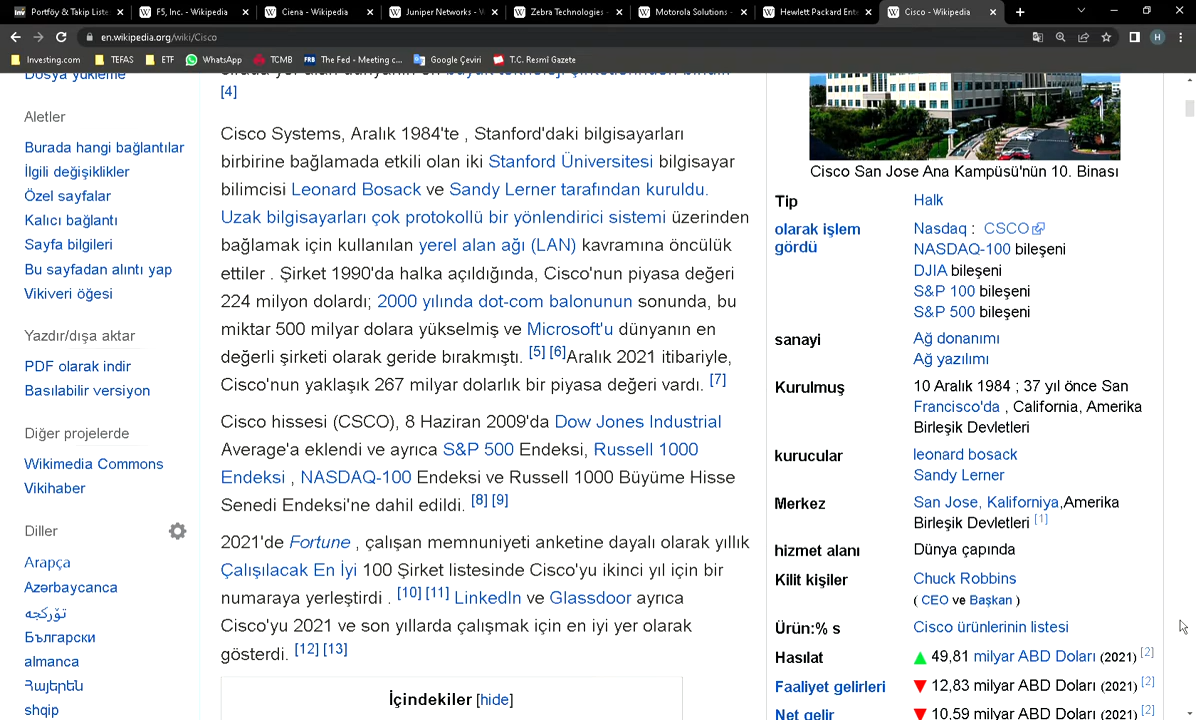 Portföy & Takip Liste
F5, Inc. - Wikipedia
Ciena - Wikipedia
Juniper Networks - W
Zebra Technologies -
Motorola Solutions -
Hewlett Packard Ent
Cisco - Wikipedia
en.wikipedia.org/wiki/Cisco
Investing.com
TEFAS
ETF
WhatsApp
TCMB
The Fed - Meeting c...
Google Çeviri
T.C. Resmî Gazete
Dosya yükleme
Aletler
Burada hangi bağlantılar
İlgili değişiklikler
Özel sayfalar
Kalıcı bağlantı
Sayfa bilgileri
Bu sayfadan alıntı yap
Vikiveri öğesi
Yazdır/dışa aktar
PDF olarak indir
Basılabilir versiyon
Diğer projelerde
Wikimedia Commons
Vikihaber
Diller
Arapça
Azərbaycanca
تۆرکجه
Български
almanca
Հայերեն
shqip
[4]
Cisco Systems, Aralık 1984'te , Stanford'daki bilgisayarları
birbirine bağlamada etkili olan iki Stanford Üniversitesi bilgisayar
bilimcisi Leonard Bosack ve Sandy Lerner tarafından kuruldu.
Uzak bilgisayarları çok protokollü bir yönlendirici sistemi üzerinden
bağlamak için kullanılan yerel alan ağı (LAN) kavramına öncülük
ettiler . Şirket 1990'da halka açıldığında, Cisco'nun piyasa değeri
224 milyon dolardı; 2000 yılında dot-com balonunun sonunda, bu
miktar 500 milyar dolara yükselmiş ve Microsoft'u dünyanın en
değerli şirketi olarak geride bırakmıştı. [5] [6]Aralık 2021 itibariyle,
Cisco'nun yaklaşık 267 milyar dolarlık bir piyasa değeri vardı. [7]
Cisco hissesi (CSCO), 8 Haziran 2009'da Dow Jones Industrial
Average'a eklendi ve ayrıca S&P 500 Endeksi, Russell 1000
Endeksi , NASDAQ-100 Endeksi ve Russell 1000 Büyüme Hisse
Senedi Endeksi'ne dahil edildi. [8] [9]
2021'de Fortune , çalışan memnuniyeti anketine dayalı olarak yıllık
Çalışılacak En İyi 100 Şirket listesinde Cisco'yu ikinci yıl için bir
numaraya yerleştirdi . [10] [11] LinkedIn ve Glassdoor ayrıca
Cisco'yu 2021 ve son yıllarda çalışmak için en iyi yer olarak
gösterdi. [12] [13]
İçindekiler [hide]
Cisco San Jose Ana Kampüsü'nün 10. Binası
Tip Halk
olarak işlem gördü Nasdaq : CSCO
NASDAQ-100 bileşeni
DJIA bileşeni
S&P 100 bileşeni
S&P 500 bileşeni
sanayi Ağ donanımı
Ağ yazılımı
Kurulmuş 10 Aralık 1984 ; 37 yıl önce San
Francisco'da , California, Amerika
Birleşik Devletleri
kurucular leonard bosack
Sandy Lerner
Merkez San Jose, Kaliforniya,Amerika
Birleşik Devletleri [1]
hizmet alanı Dünya çapında
Kilit kişiler Chuck Robbins
( CEO ve Başkan )
Ürün:% s Cisco ürünlerinin listesi
Hasılat 49,81 milyar ABD Doları (2021) [2]
Faaliyet gelirleri 12,83 milyar ABD Doları (2021) [2]
Net gelir 10,59 milyar ABD Doları (2021) [2]